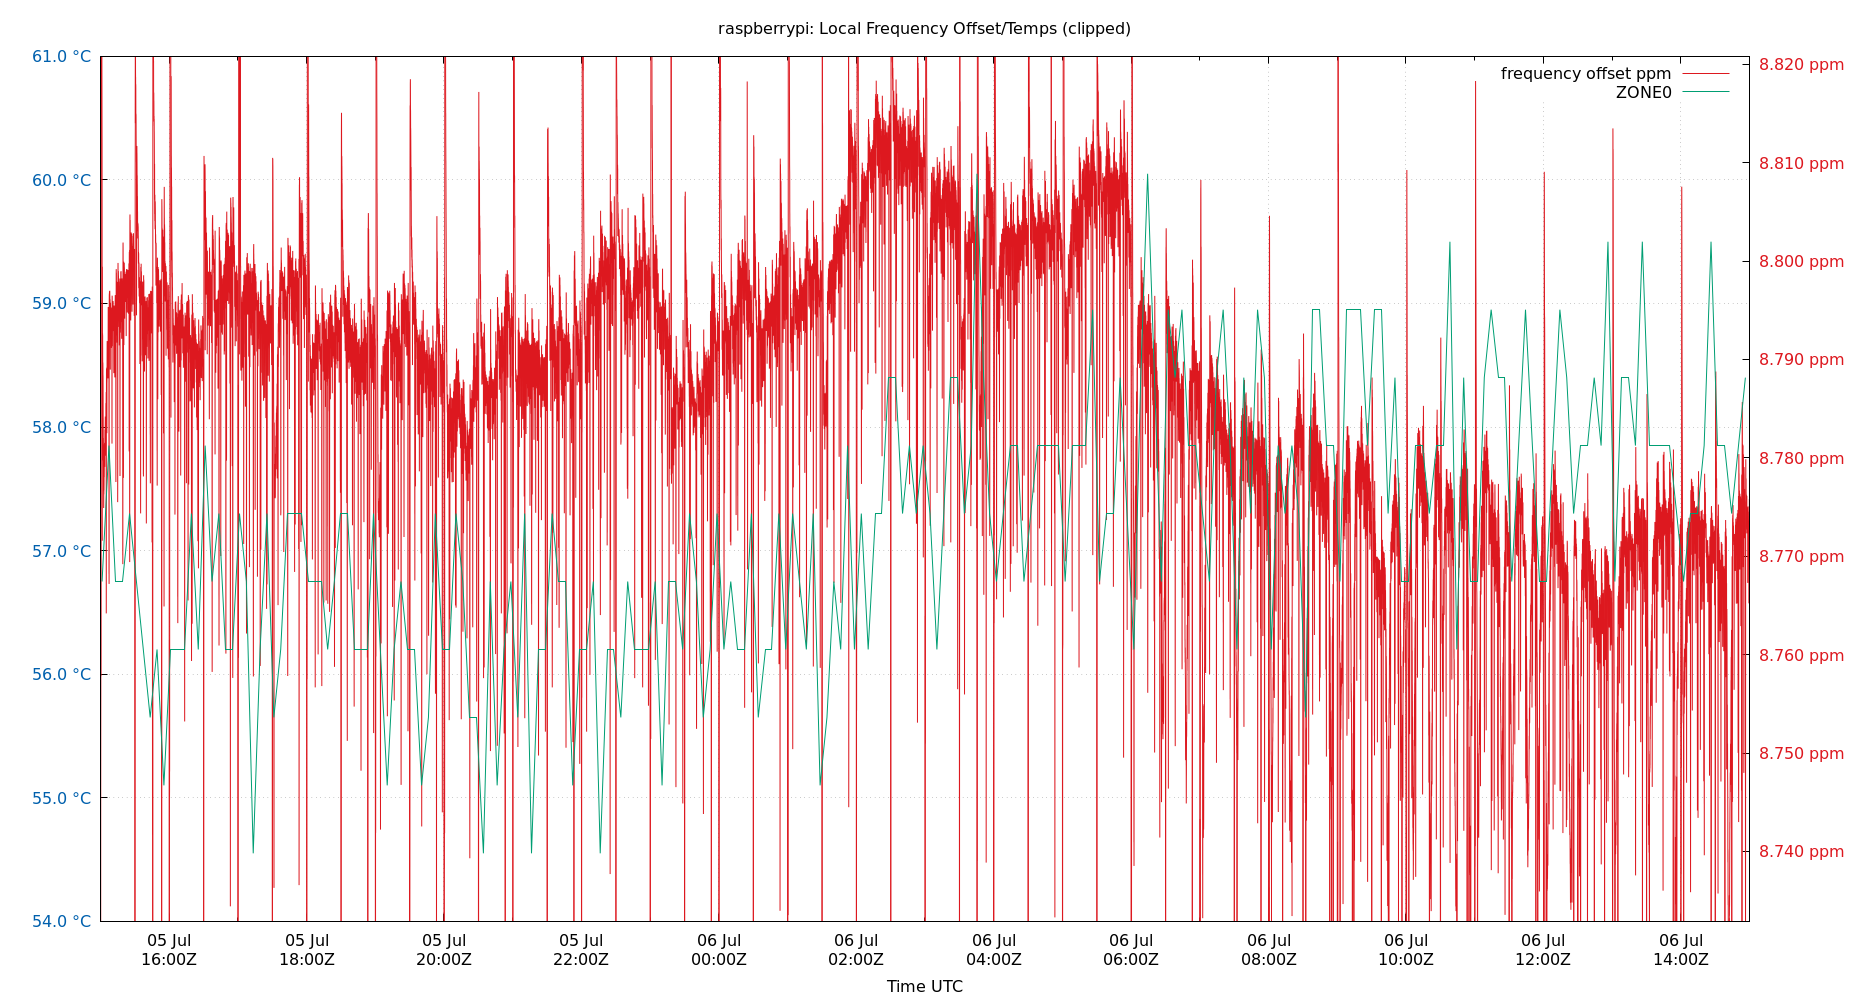 raspberrypi: Local Frequency Offset/Temps (clipped)
frequency offset ppm
ZONE0
61.0 °C
60.0 °C
59.0 °C
58.0 °C
57.0 °C
56.0 °C
55.0 °C
54.0 °C
8.820 ppm
8.810 ppm
8.800 ppm
8.790 ppm
8.780 ppm
8.770 ppm
8.760 ppm
8.750 ppm
8.740 ppm
05 Jul
16:00Z
05 Jul
18:00Z
05 Jul
20:00Z
05 Jul
22:00Z
06 Jul
00:00Z
06 Jul
02:00Z
06 Jul
04:00Z
06 Jul
06:00Z
06 Jul
08:00Z
06 Jul
10:00Z
06 Jul
12:00Z
06 Jul
14:00Z
Time UTC